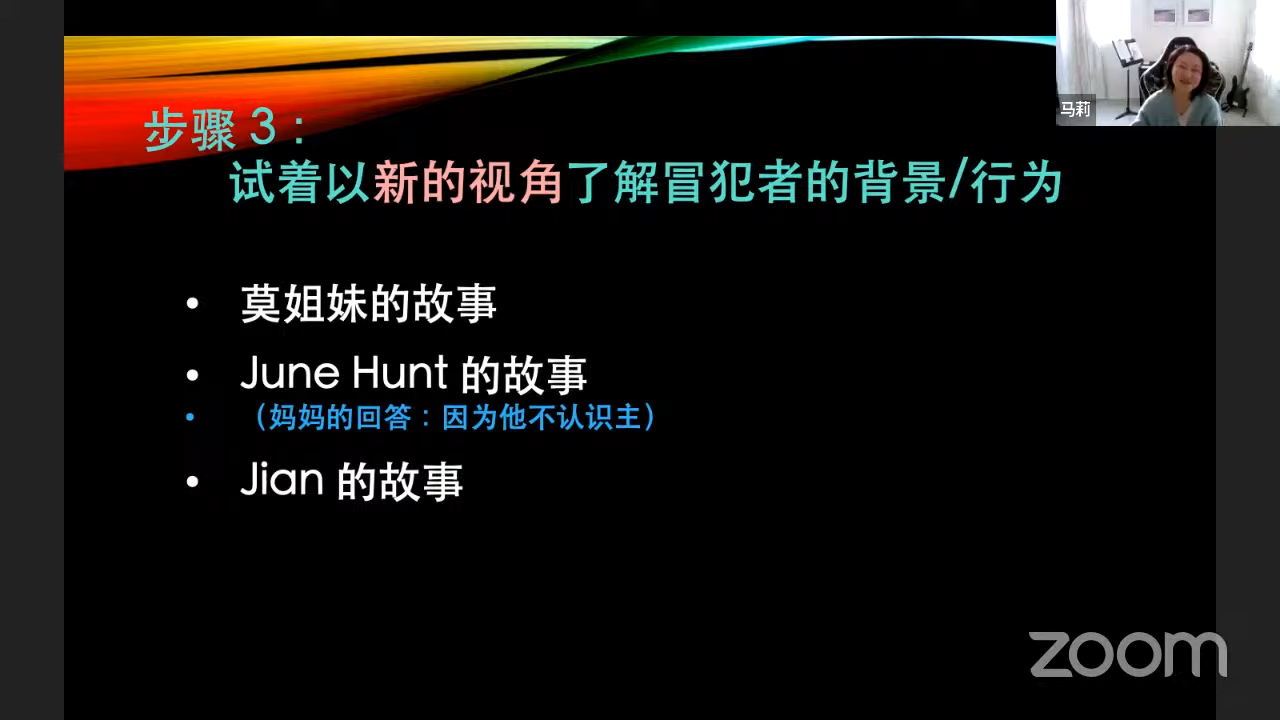 马莉
步骤 3：
试着以新的视角了解冒犯者的背景/行为
• 莫姐妹的故事
• June Hunt 的故事
• （妈妈的回答：因为他不认识主）
• Jian 的故事
zoom